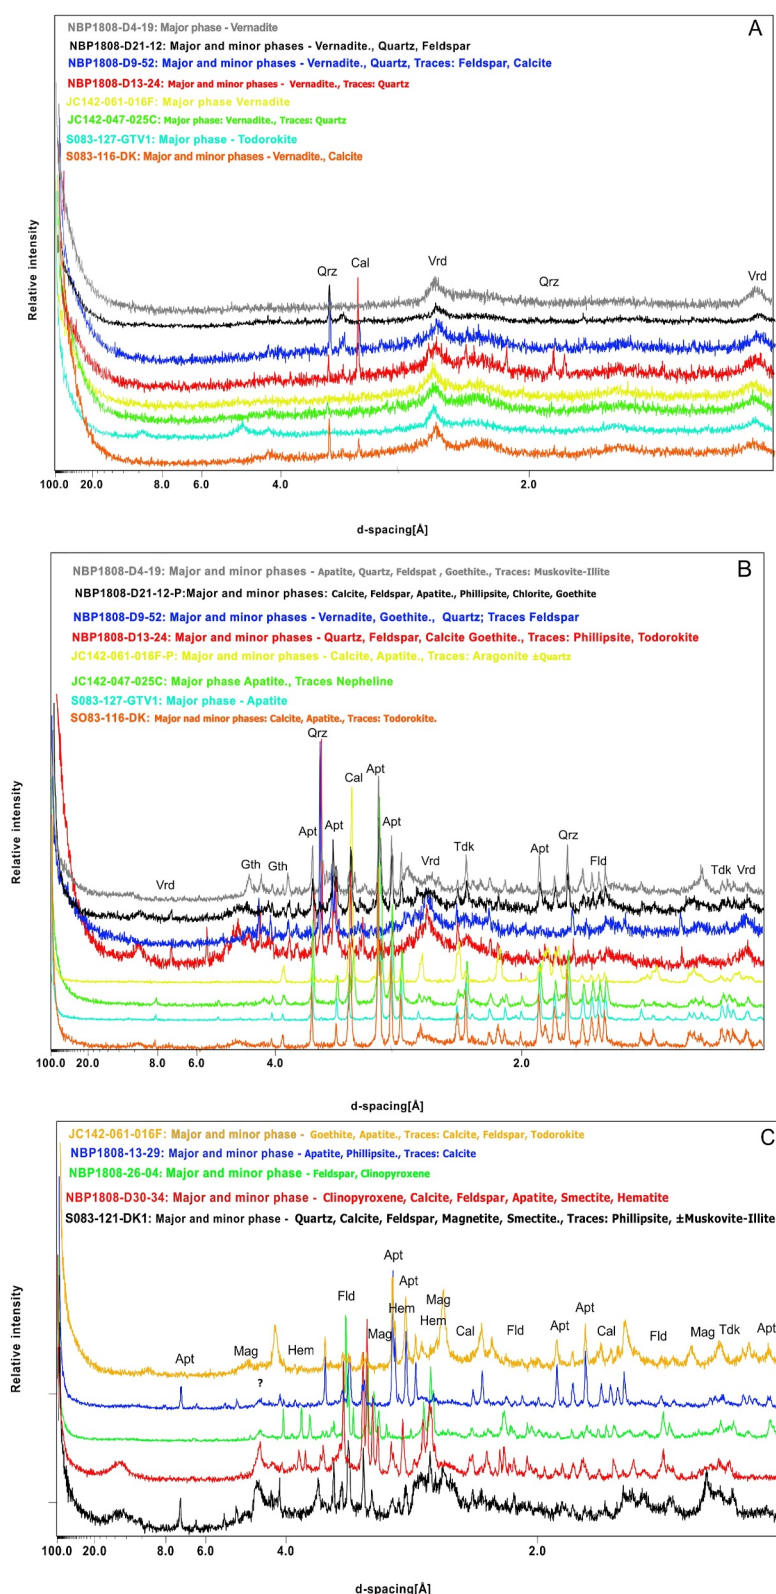 A
NBP1808-D4-19: Major phase - Vernadite
NBP1808-D21-12: Major and minor phases - Vernadite., Quartz, Feldspar
NBP1808-D9-52: Major and minor phases - Vernadite., Quartz, Traces: Feldspar, Calcite
NBP1808-D13-24: Major and minor phases - Vernadite., Traces: Quartz
JC142-061-016F: Major phase Vernadite
JC142-047-025C: Major phase: Vernadite., Traces: Quartz
S083-127-GTV1: Major phase - Todorokite
S083-116-DK: Major and minor phases - Vernadite., Calcite
Relative intensity
Qrz Cal Vrd Qrz Vrd
100.0 20.0 8.0 6.0 4.0 2.0
d-spacing[Å]
B
NBP1808-D4-19: Major and minor phases - Apatite, Quartz, Feldspat , Goethite., Traces: Muskovite-Illite
NBP1808-D21-12-P:Major and minor phases: Calcite, Feldspar, Apatite., Phillipsite, Chlorite, Goethite
NBP1808-D9-52: Major and minor phases - Vernadite, Goethite., Quartz; Traces Feldspar
NBP1808-D13-24: Major and minor phases - Quartz, Feldspar, Calcite Goethite., Traces: Phillipsite, Todorokite
JC142-061-016F-P: Major and minor phases - Calcite, Apatite., Traces: Aragonite ±Quartz
JC142-047-025C: Major phase Apatite., Traces Nepheline
S083-127-GTV1: Major phase - Apatite
SO83-116-DK: Major nad minor phases: Calcite, Apatite., Traces: Todorokite.
Relative intensity
Qrz
Cal Apt
Apt Apt Apt Tdk Apt Qrz
Vrd Gth Gth Vrd Fld Tdk Vrd
100.0 20.0 8.0 6.0 4.0 2.0
d-spacing[Å]
C
JC142-061-016F: Major and minor phase - Goethite, Apatite., Traces: Calcite, Feldspar, Todorokite
NBP1808-13-29: Major and minor phase - Apatite, Phillipsite., Traces: Calcite
NBP1808-26-04: Major and minor phase - Feldspar, Clinopyroxene
NBP1808-D30-34: Major and minor phase - Clinopyroxene, Calcite, Feldspar, Apatite, Smectite, Hematite
S083-121-DK1: Major and minor phase - Quartz, Calcite, Feldspar, Magnetite, Smectite., Traces: Phillipsite, ±Muskovite-Illite
Relative intensity
Apt
Fld Apt
Hem Mag Apt
Mag Hem Cal Fld Apt Cal Fld Mag Tdk Apt
Apt Mag Hem
?
100.0 20.0 8.0 6.0 4.0 2.0
d-spacing[Å]